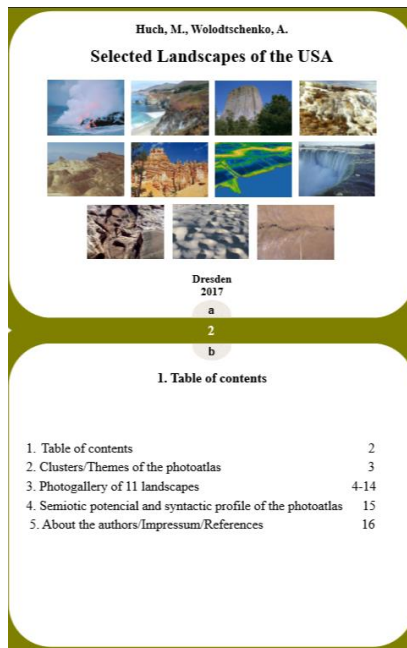 Huch, M., Wolodtschenko, A.
Selected Landscapes of the USA
Dresden
2017
a
2
b
1. Table of contents
1. Table of contents 2
2. Clusters/Themes of the photoatlas 3
3. Photogallery of 11 landscapes 4-14
4. Semiotic potencial and syntactic profile of the photoatlas 15
5. About the authors/Impressum/References 16